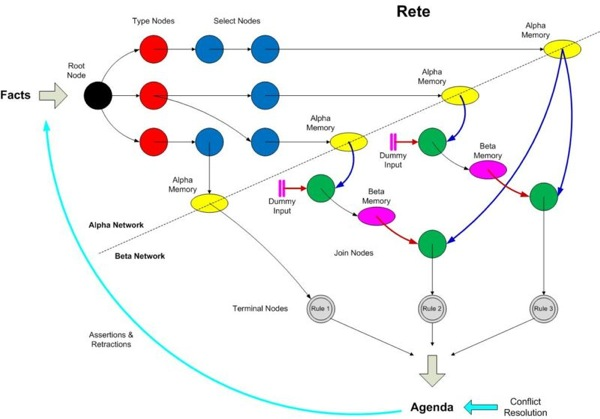 Rete
Type Nodes
Select Nodes
Alpha
Memory
Root
Node
Alpha
Memory
Facts
Alpha
Memory
Dummy
Input
Beta
Memory
Alpha
Memory
Dummy
Input
Beta
Memory
Alpha Network
Beta Network
Join Nodes
Terminal Nodes
Rule 1
Rule 2
Rule 3
Assertions &
Retractions
Agenda
Conflict
Resolution